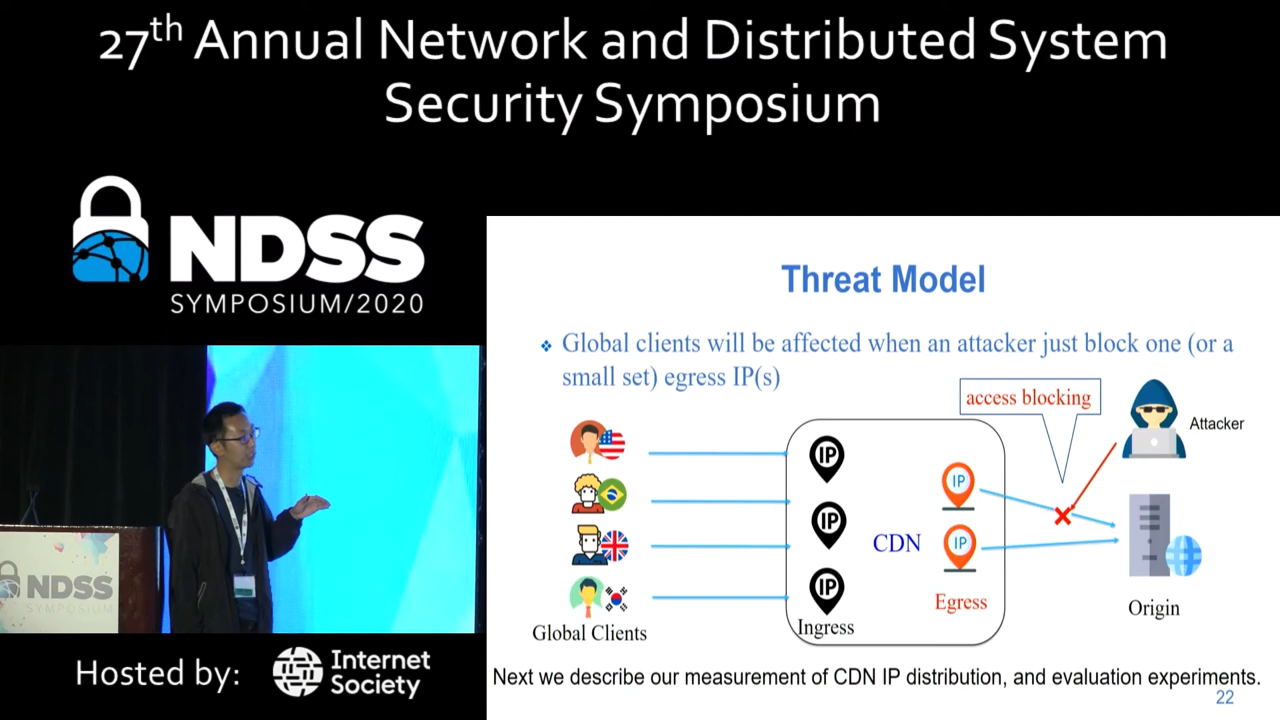 27th Annual Network and Distributed System
Security Symposium
NDSS
SYMPOSIUM/2020
Threat Model
Global clients will be affected when an attacker just block one (or a
small set) egress IP(s)
access blocking
Attacker
IP
IP
IP
IP
IP
CDN
Egress
Ingress
Global Clients
Origin
NDSS
SYMPOSIUM
Hosted by:
Internet
Society
Next we describe our measurement of CDN IP distribution, and evaluation experiments.
22